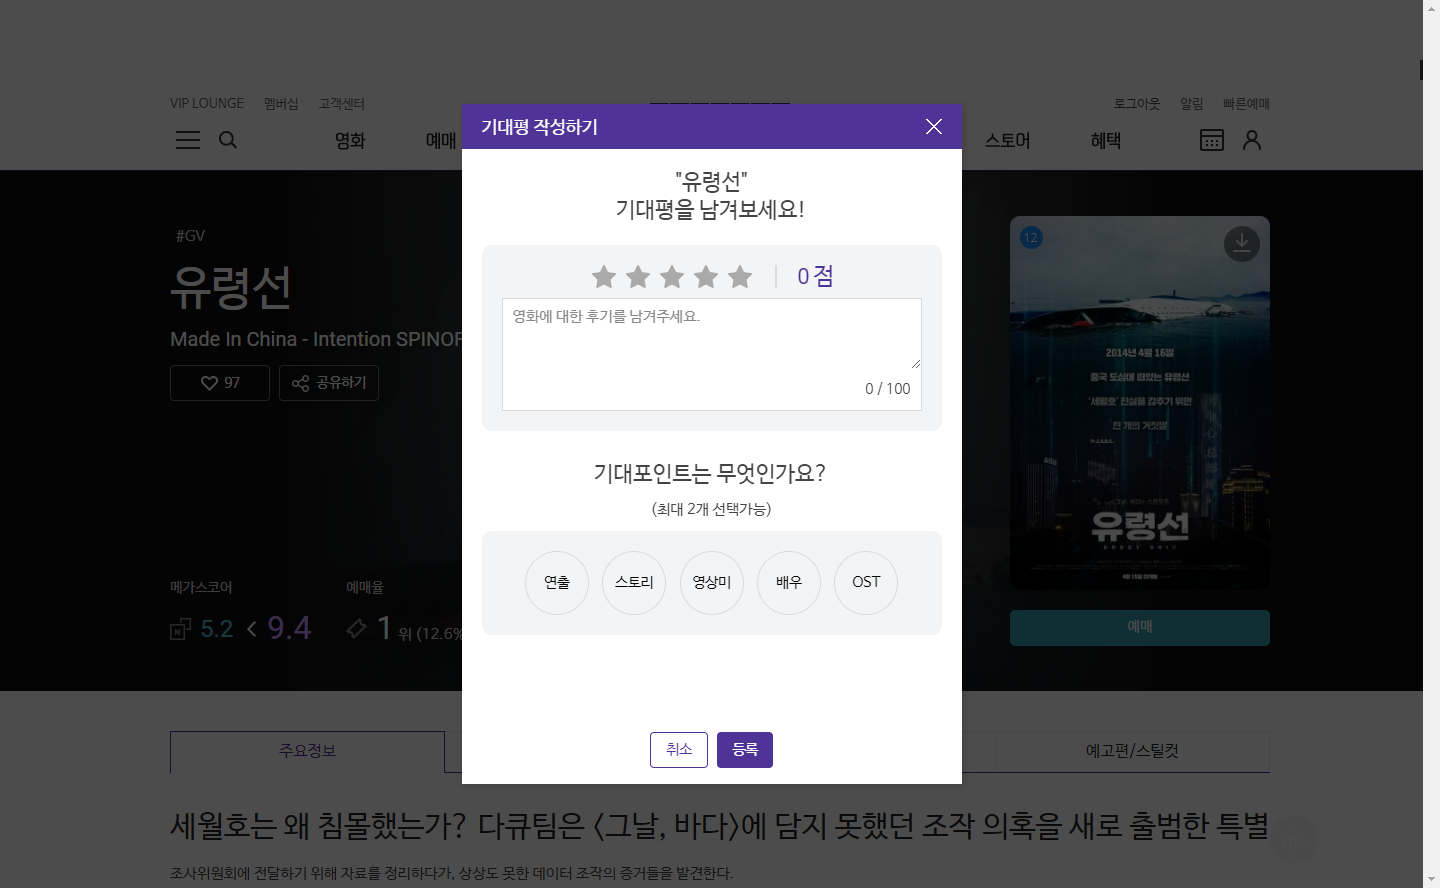 VIP LOUNGE 멤버십 고객센터
로그아웃 알림 빠른예매
영화 예매
스토어 혜택
기대평 작성하기
"유령선"
기대평을 남겨보세요!
0 점
영화에 대한 후기를 남겨주세요.
0 / 100
기대포인트는 무엇인가요?
(최대 2개 선택가능)
연출 스토리 영상미 배우 OST
취소 등록
#GV
유령선
Made In China - Intention SPINOF
97 공유하기
메가스코어 예매율
5.2 < 9.4 1 위 (12.6%
12
2014년 4월 16일
중국 도심에 떠있는 유령선
'세월호' 진실을 감추기 위한
천 개의 거짓말
유령선
GHOST SHIP
예매
주요정보
예고편/스틸컷
세월호는 왜 침몰했는가? 다큐팀은 <그날, 바다>에 담지 못했던 조작 의혹을 새로 출범한 특별
조사위원회에 전달하기 위해 자료를 정리하다가, 상상도 못한 데이터 조작의 증거들을 발견한다.